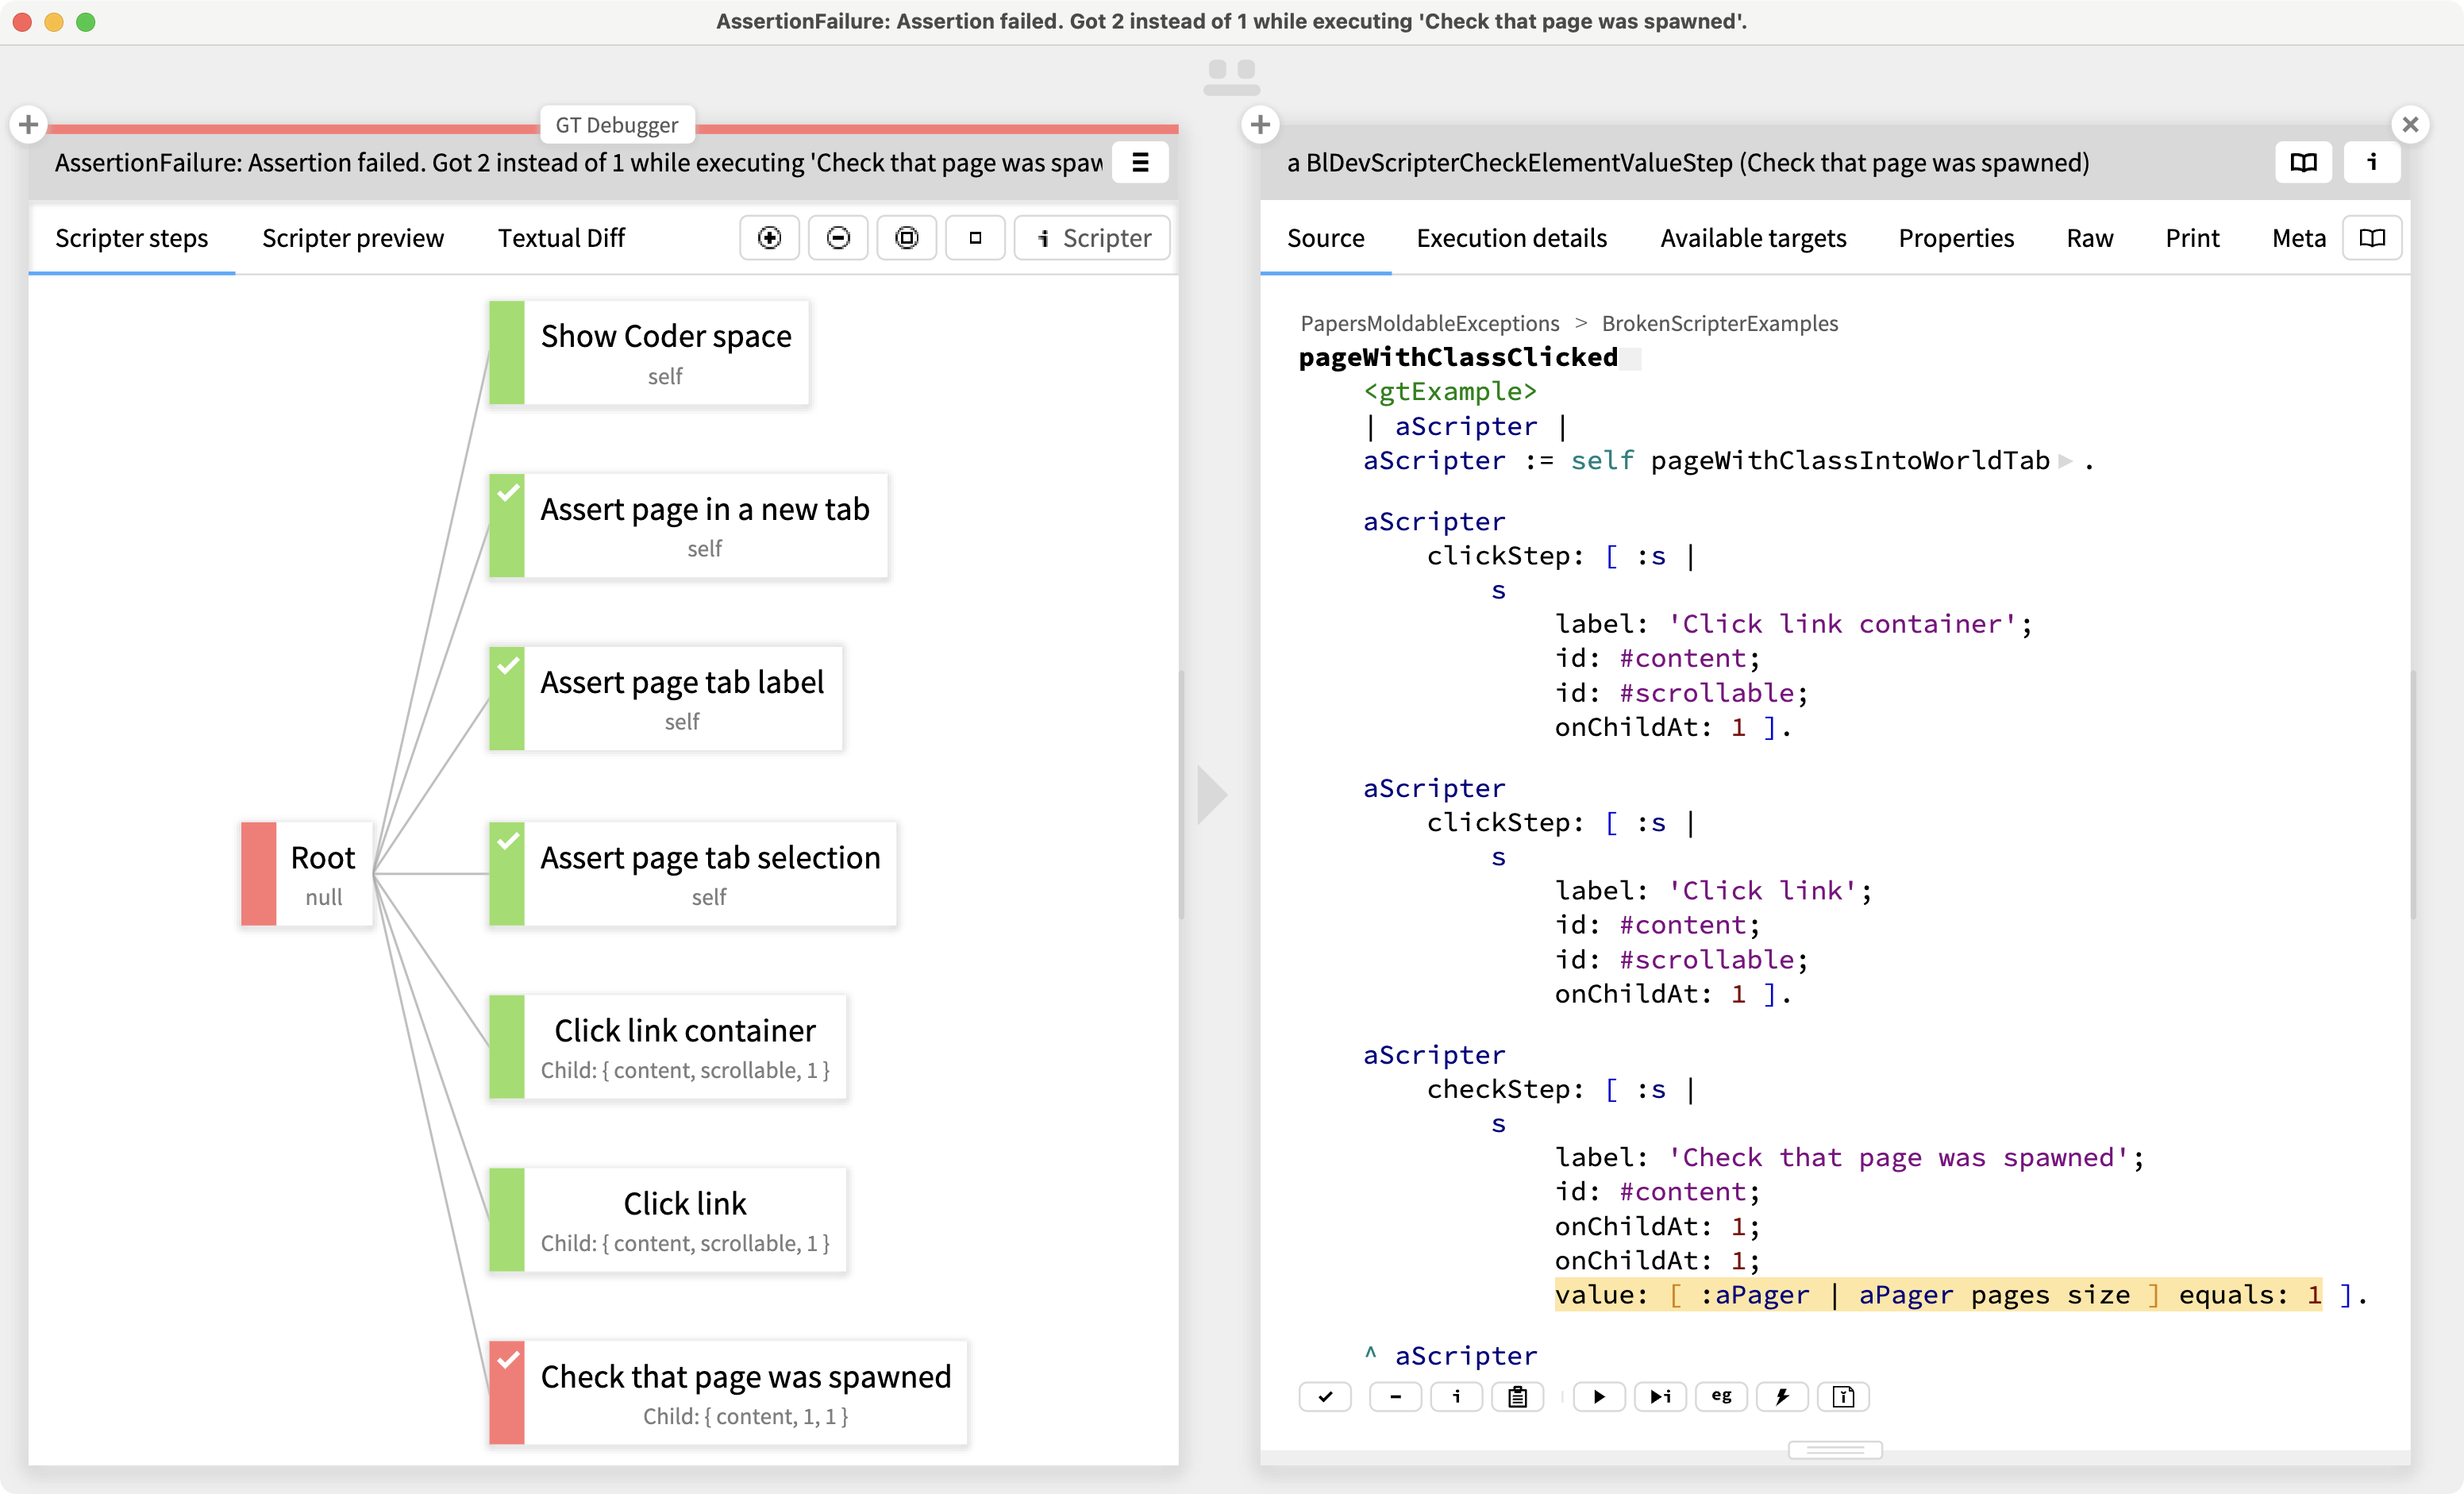 AssertionFailure: Assertion failed. Got 2 instead of 1 while executing 'Check that page was spawned'.
GT Debugger
AssertionFailure: Assertion failed. Got 2 instead of 1 while executing 'Check that page was spaw
Scripter steps
Scripter preview
Textual Diff
i Scripter
Show Coder space
self
Assert page in a new tab
self
Assert page tab label
self
Root
null
Assert page tab selection
self
Click link container
Child: { content, scrollable, 1 }
Click link
Child: { content, scrollable, 1 }
Check that page was spawned
Child: { content, 1, 1 }
a BlDevScripterCheckElementValueStep (Check that page was spawned)
i
Source
Execution details
Available targets
Properties
Raw
Print
Meta
PapersMoldableExceptions > BrokenScripterExamples
pageWithClassClicked
<gtExample>
| aScripter |
aScripter := self pageWithClassIntoWorldTab .
aScripter
clickStep: [ :s |
s
label: 'Click link container';
id: #content;
id: #scrollable;
onChildAt: 1 ].
aScripter
clickStep: [ :s |
s
label: 'Click link';
id: #content;
id: #scrollable;
onChildAt: 1 ].
aScripter
checkStep: [ :s |
s
label: 'Check that page was spawned';
id: #content;
onChildAt: 1;
onChildAt: 1;
value: [ :aPager | aPager pages size ] equals: 1 ].
^ aScripter
i
i
eg
i